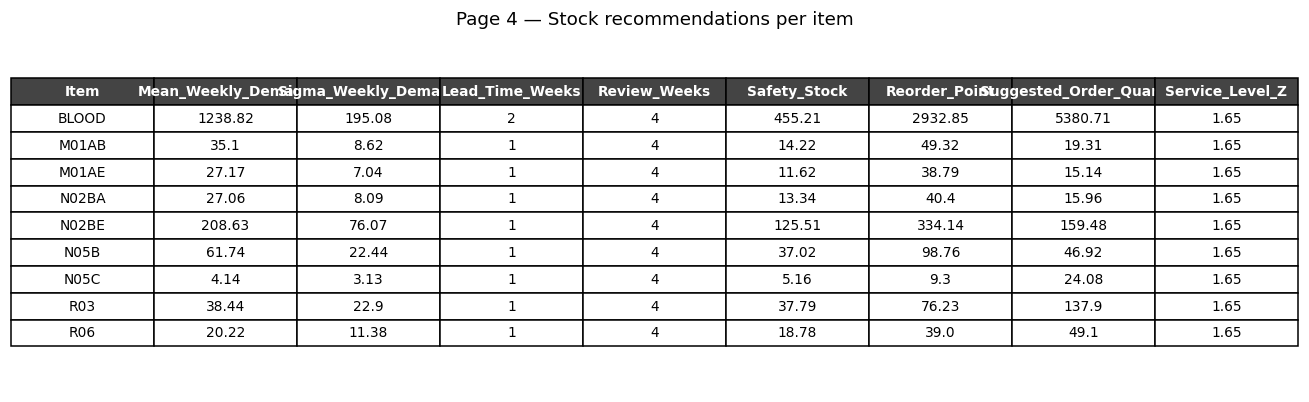 Page 4 — Stock recommendations per item
Item Mean_Weekly_Dema Sigma_Weekly_Dema Lead_Time_Weeks Review_Weeks Safety_Stock Reorder_Point Suggested_Order_Quan Service_Level_Z
BLOOD 1238.82 195.08 2 4 455.21 2932.85 5380.71 1.65
M01AB 35.1 8.62 1 4 14.22 49.32 19.31 1.65
M01AE 27.17 7.04 1 4 11.62 38.79 15.14 1.65
N02BA 27.06 8.09 1 4 13.34 40.4 15.96 1.65
N02BE 208.63 76.07 1 4 125.51 334.14 159.48 1.65
N05B 61.74 22.44 1 4 37.02 98.76 46.92 1.65
N05C 4.14 3.13 1 4 5.16 9.3 24.08 1.65
R03 38.44 22.9 1 4 37.79 76.23 137.9 1.65
R06 20.22 11.38 1 4 18.78 39.0 49.1 1.65